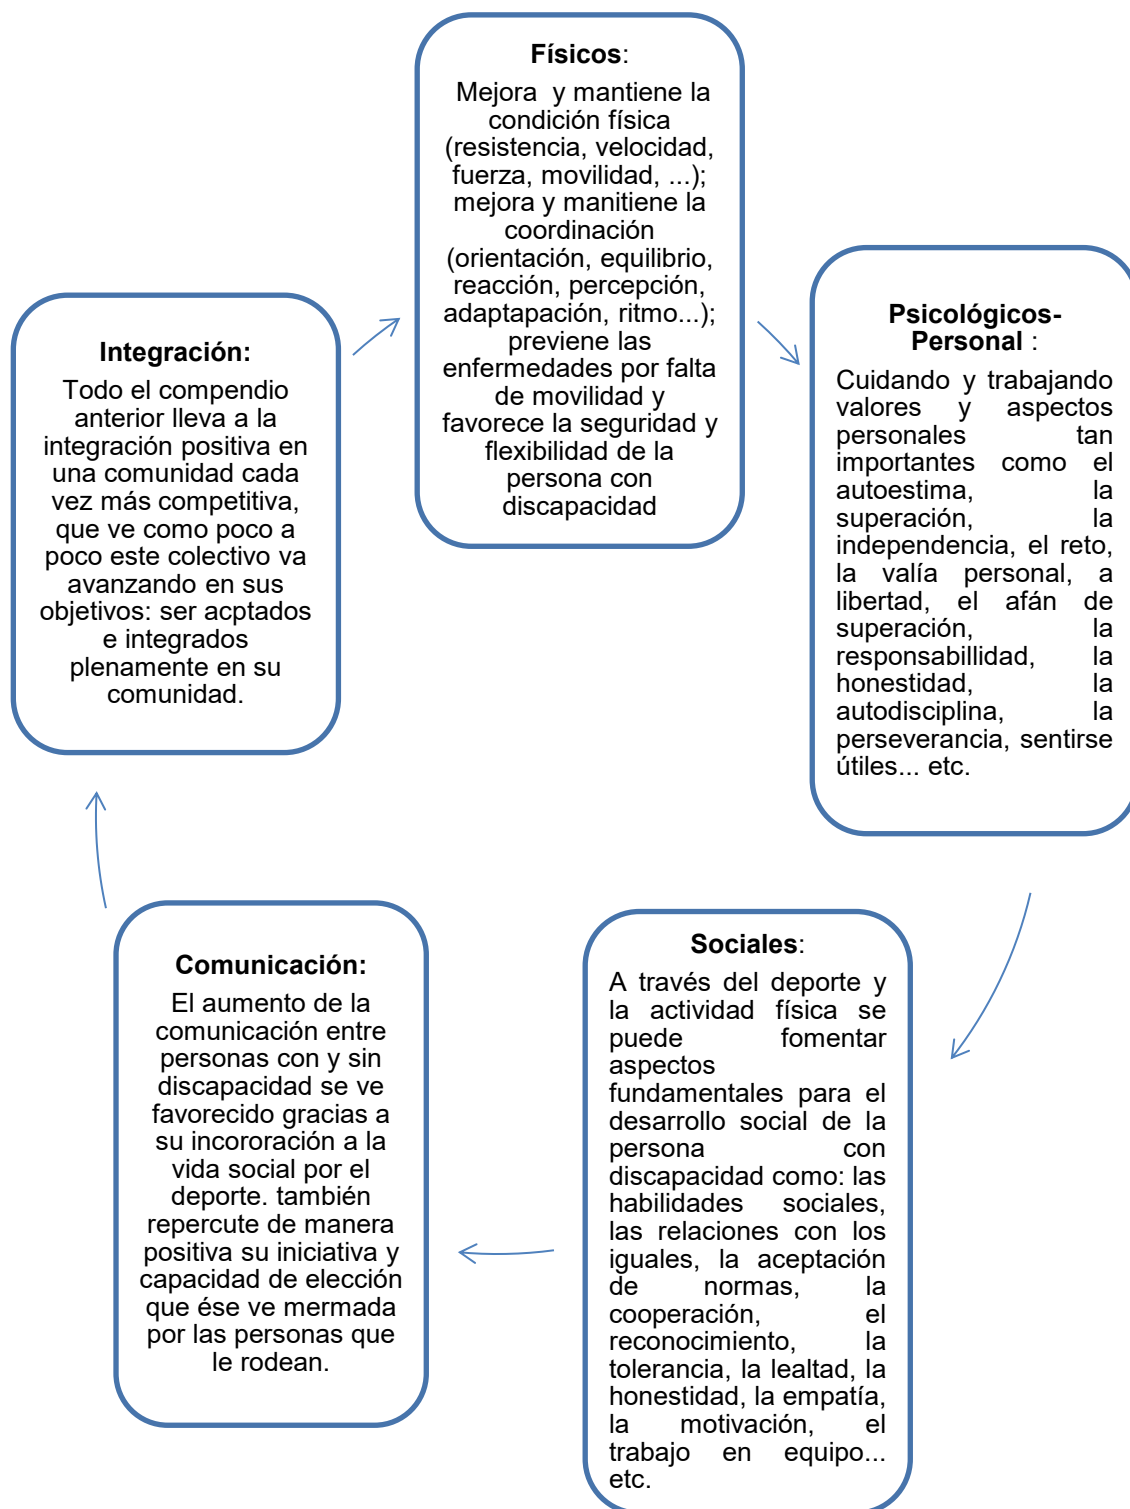 Físicos:
Mejora y mantiene la
condición física
(resistencia, velocidad,
fuerza, movilidad, ...);
mejora y manitiene la
coordinación
(orientación, equilibrio,
reacción, percepción,
adaptapación, ritmo...);
previene las
enfermedades por falta
de movilidad y
favorece la seguridad y
flexibilidad de la
persona con
discapacidad
Psicológicos-
Personal :
Cuidando y trabajando
valores y aspectos
personales tan
importantes como el
autoestima, la
superación, la
independencia, el reto,
la valía personal, a
libertad, el afán de
superación, la
responsabillidad, la
honestidad, la
autodisciplina, la
perseverancia, sentirse
útiles... etc.
Sociales:
A través del deporte y
la actividad física se
puede fomentar
aspectos
fundamentales para el
desarrollo social de la
persona con
discapacidad como: las
habilidades sociales,
las relaciones con los
iguales, la aceptación
de normas, la
cooperación, el
reconocimiento, la
tolerancia, la lealtad, la
honestidad, la empatía,
la motivación, el
trabajo en equipo...
etc.
Comunicación:
El aumento de la
comunicación entre
personas con y sin
discapacidad se ve
favorecido gracias a
su incororación a la
vida social por el
deporte. también
repercute de manera
positiva su iniciativa y
capacidad de elección
que ése ve mermada
por las personas que
le rodean.
Integración:
Todo el compendio
anterior lleva a la
integración positiva en
una comunidad cada
vez más competitiva,
que ve como poco a
poco este colectivo va
avanzando en sus
objetivos: ser acptados
e integrados
plenamente en su
comunidad.